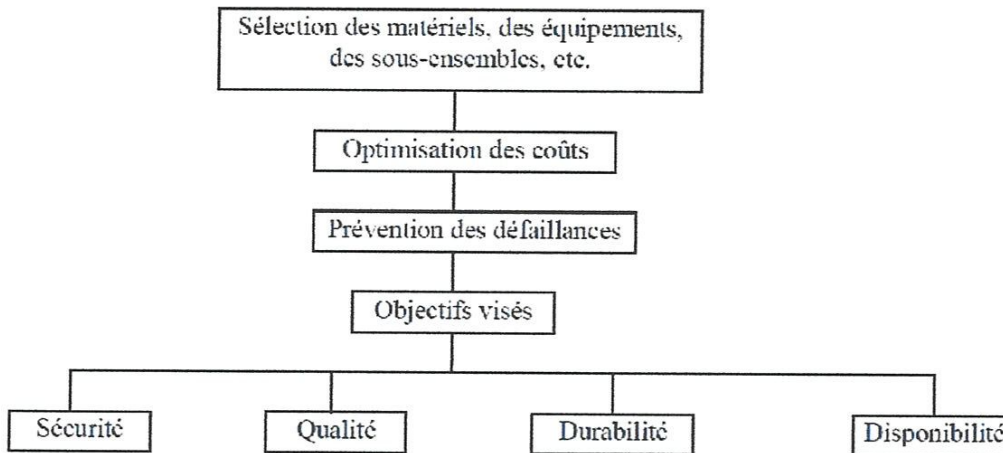 Sélection des matériels, des équipements,
des sous-ensembles, etc.
Optimisation des coûts
Prévention des défaillances
Objectifs visés
Sécurité
Qualité
Durabilité
Disponibilité